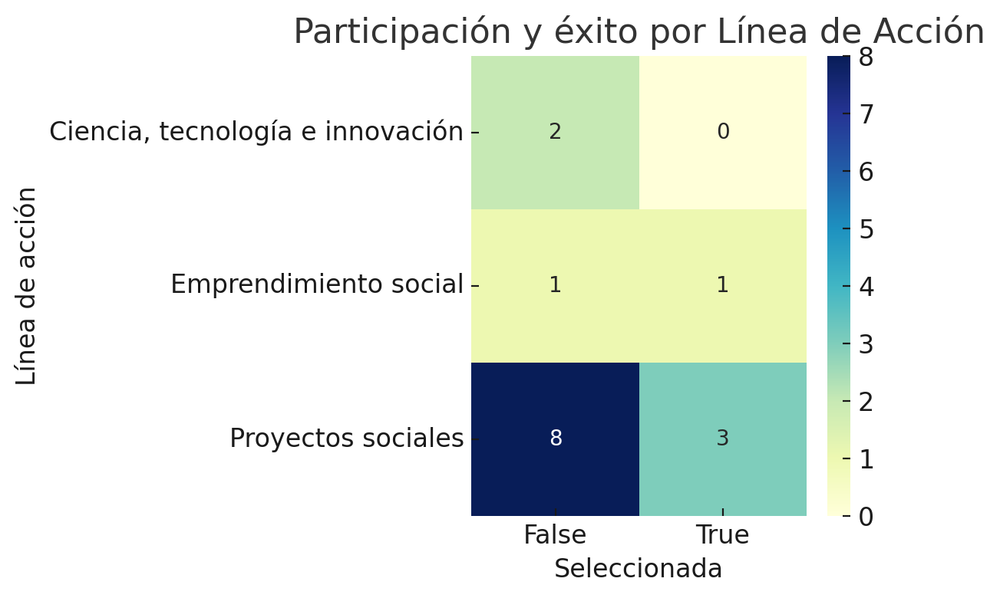 Participación y éxito por Línea de Acción
Línea de acción
Ciencia, tecnología e innovación
2
0
Emprendimiento social
1
1
Proyectos sociales
8
3
False
True
Seleccionada
8
7
6
5
4
3
2
1
0